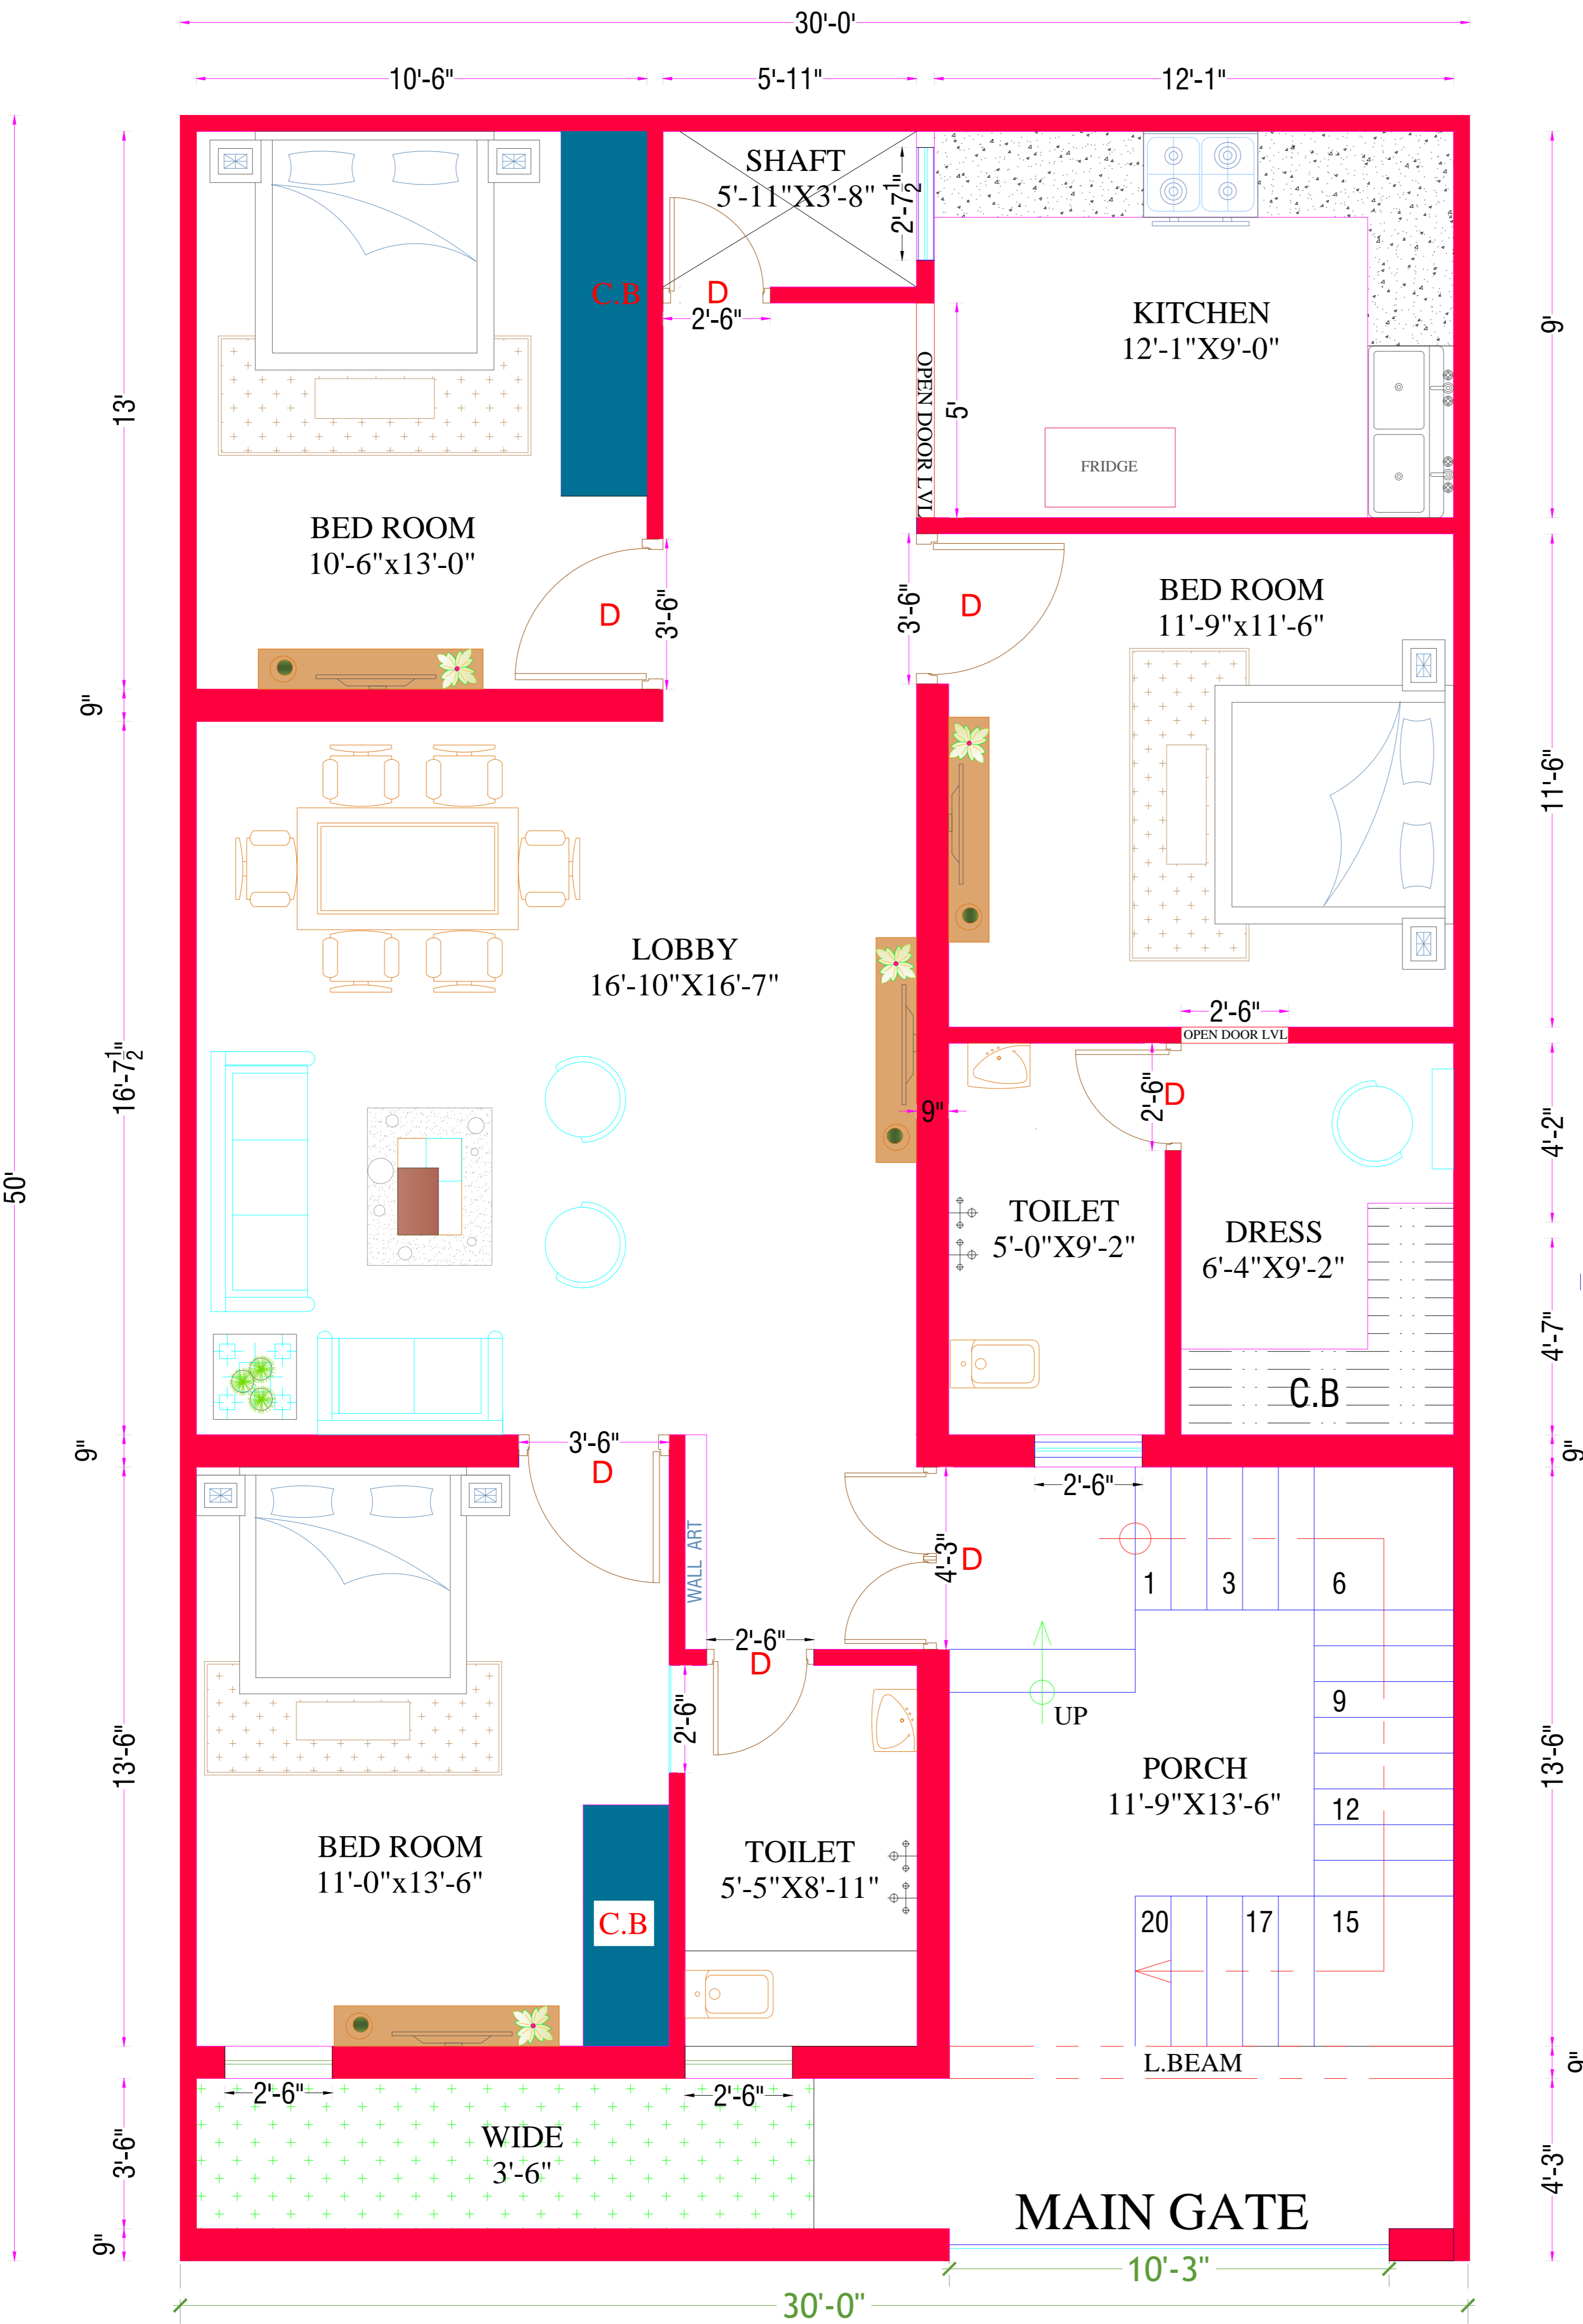 30'-0'
10'-6"
5'-11"
12'-1"
SHAFT
5'-11"X3'-8"
2'-7 1/2"
C.B
D
2'-6"
KITCHEN
12'-1"X9'-0"
9'
13'
OPEN DOOR LVL
5'
FRIDGE
BED ROOM
10'-6"x13'-0"
D
3'-6"
3'-6"
D
BED ROOM
11'-9"x11'-6"
9"
11'-6"
LOBBY
16'-10"X16'-7"
2'-6"
OPEN DOOR LVL
16'-7 1/2"
9"
2'-6"
D
4'-2"
50'
TOILET
5'-0"X9'-2"
DRESS
6'-4"X9'-2"
4'-7"
C.B
9"
3'-6"
D
9"
2'-6"
WALL ART
4'-3"
D
1
3
6
2'-6"
D
9
2'-6"
UP
13'-6"
PORCH
11'-9"X13'-6"
13'-6"
12
BED ROOM
11'-0"x13'-6"
TOILET
5'-5"X8'-11"
C.B
20
17
15
L.BEAM
9"
2'-6"
2'-6"
WIDE
3'-6"
3'-6"
4'-3"
MAIN GATE
9"
10'-3"
30'-0"